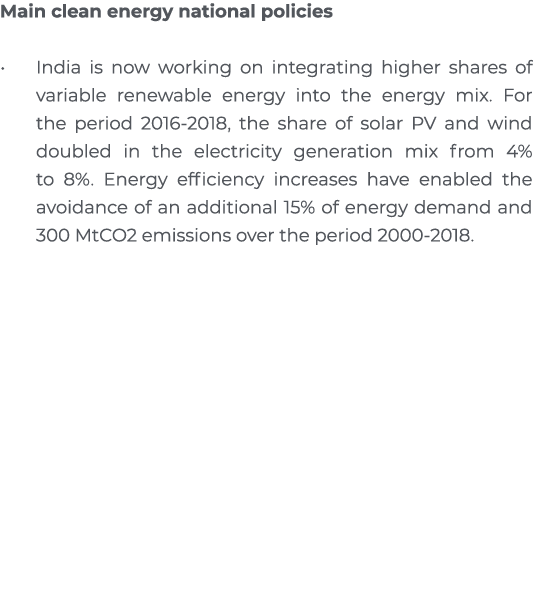 Main clean energy national policies
• India is now working on integrating higher shares of
variable renewable energy into the energy mix. For
the period 2016-2018, the share of solar PV and wind
doubled in the electricity generation mix from 4%
to 8%. Energy efficiency increases have enabled the
avoidance of an additional 15% of energy demand and
300 MtCO2 emissions over the period 2000-2018.